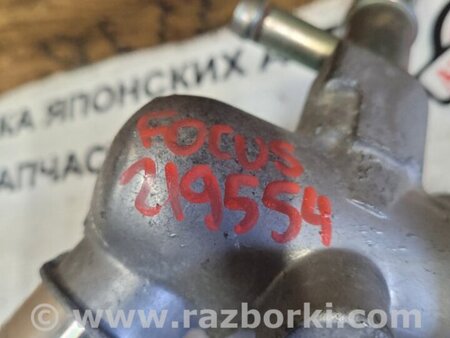 КА ЯПОНСКИХ А
АПЧАС
FOCUS
219554
www.razborki.com